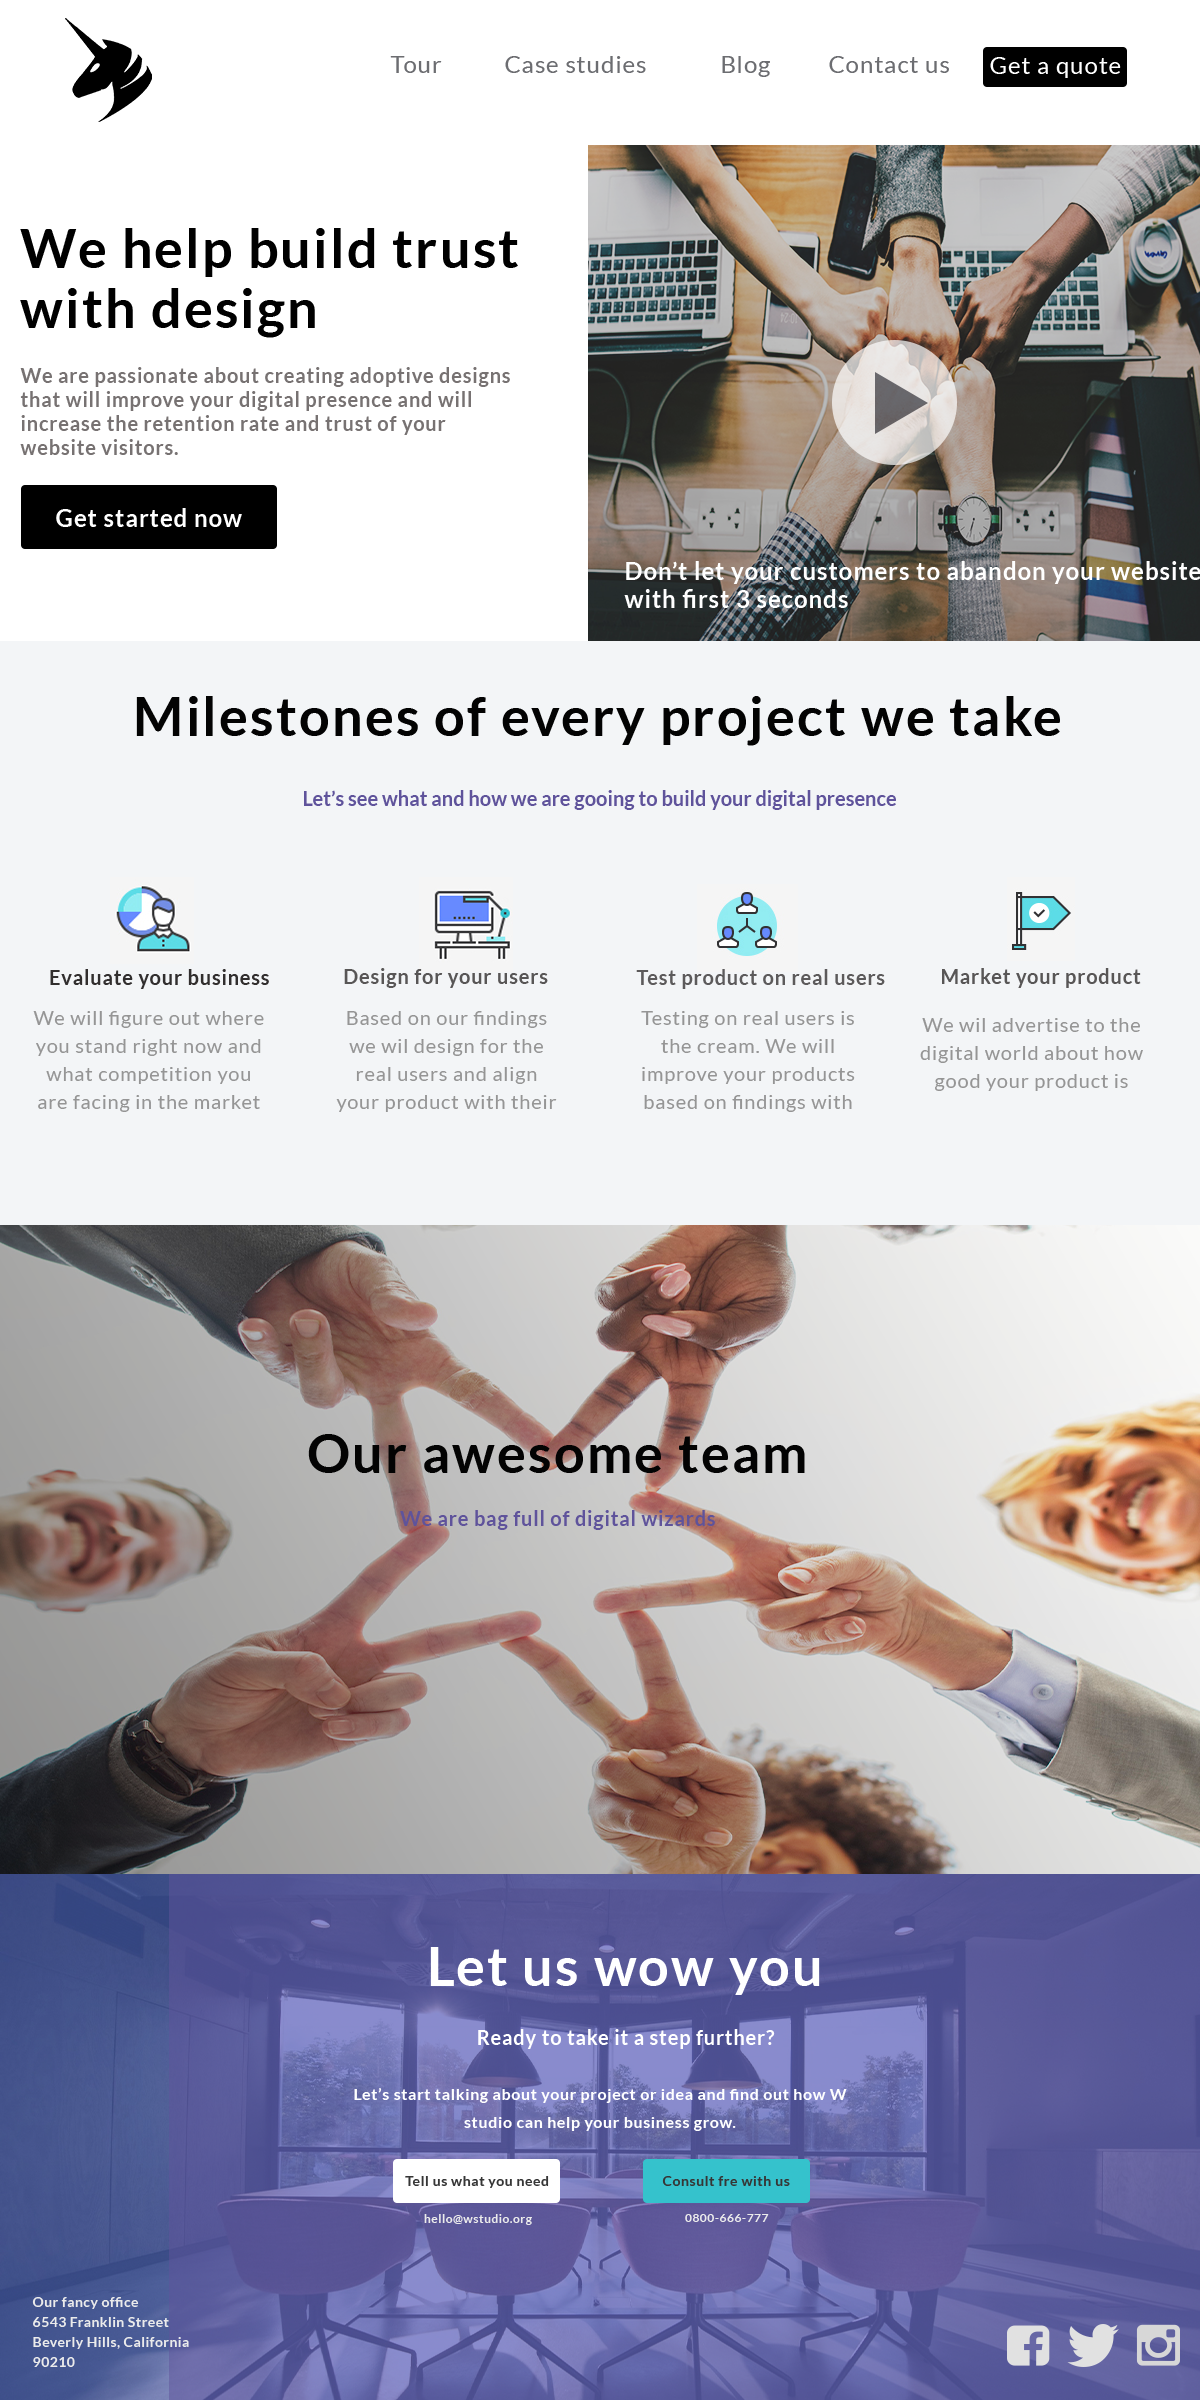 Tour
Case studies
Blog
Contact us
Get a quote
We help build trust
with design
We are passionate about creating adoptive designs
that will improve your digital presence and will
increase the retention rate and trust of your
website visitors.
Get started now
Don’t let your customers to abandon your website
with first 3 seconds
Milestones of every project we take
Let’s see what and how we are gooing to build your digital presence
Evaluate your business
We will figure out where
you stand right now and
what competition you
are facing in the market
Design for your users
Based on our findings
we wil design for the
real users and align
your product with their
Test product on real users
Testing on real users is
the cream. We will
improve your products
based on findings with
Market your product
We wil advertise to the
digital world about how
good your product is
Our awesome team
We are bag full of digital wizards
Let us wow you
Ready to take it a step further?
Let’s start talking about your project or idea and find out how W
studio can help your business grow.
Tell us what you need
hello@wstudio.org
Consult fre with us
0800-666-777
Our fancy office
6543 Franklin Street
Beverly Hills, California
90210